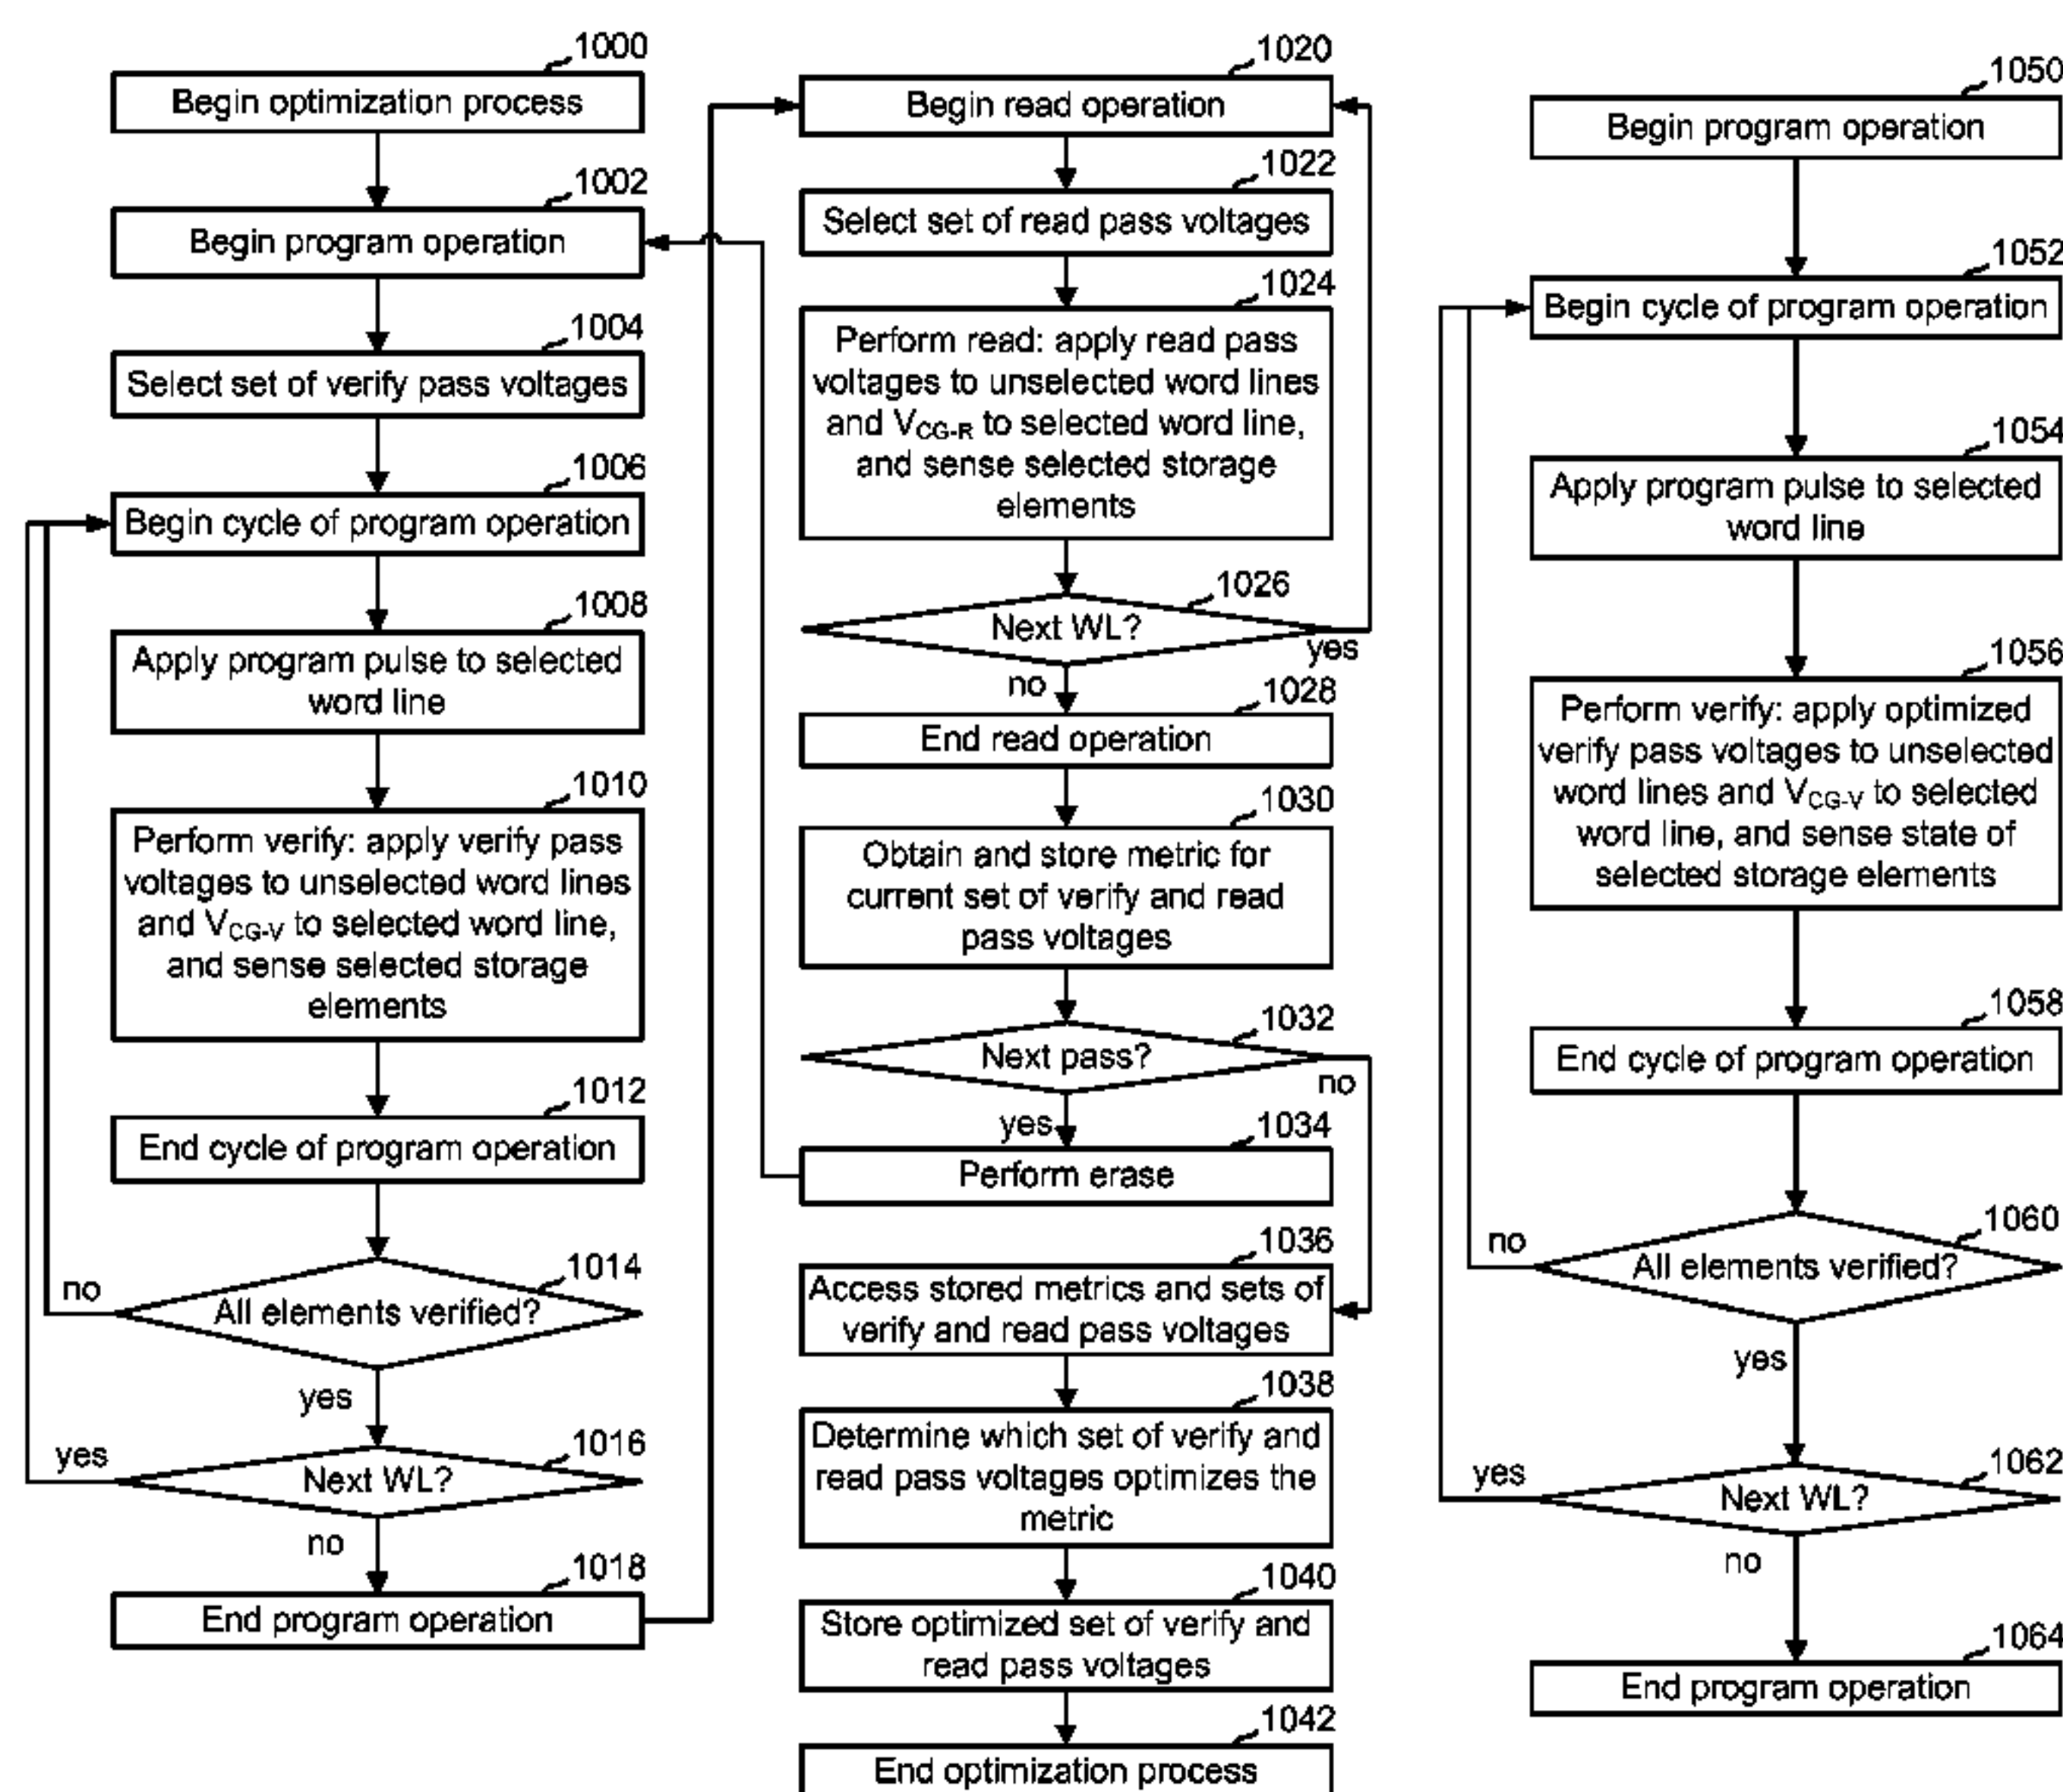 1000
Begin optimization process
1002
Begin program operation
1004
Select set of verify pass voltages
1006
Begin cycle of program operation
1008
Apply program pulse to selected
word line
1010
Perform verify: apply verify pass
voltages to unselected word lines
and VCG-V to selected word line,
and sense selected storage
elements
1012
End cycle of program operation
1014
no
All elements verified?
yes
1016
yes
Next WL?
no
1018
End program operation
1020
Begin read operation
1022
Select set of read pass voltages
1024
Perform read: apply read pass
voltages to unselected word lines
and VCG-R to selected word line,
and sense selected storage
elements
1026
Next WL?
yes
no
1028
End read operation
1030
Obtain and store metric for
current set of verify and read
pass voltages
1032
Next pass?
no
yes
1034
Perform erase
1036
Access stored metrics and sets of
verify and read pass voltages
1038
Determine which set of verify and
read pass voltages optimizes the
metric
1040
Store optimized set of verify and
read pass voltages
1042
End optimization process
1050
Begin program operation
1052
Begin cycle of program operation
1054
Apply program pulse to selected
word line
1056
Perform verify: apply optimized
verify pass voltages to unselected
word lines and VCG-V to selected
word line, and sense state of
selected storage elements
1058
End cycle of program operation
1060
no
All elements verified?
yes
1062
yes
Next WL?
no
1064
End program operation